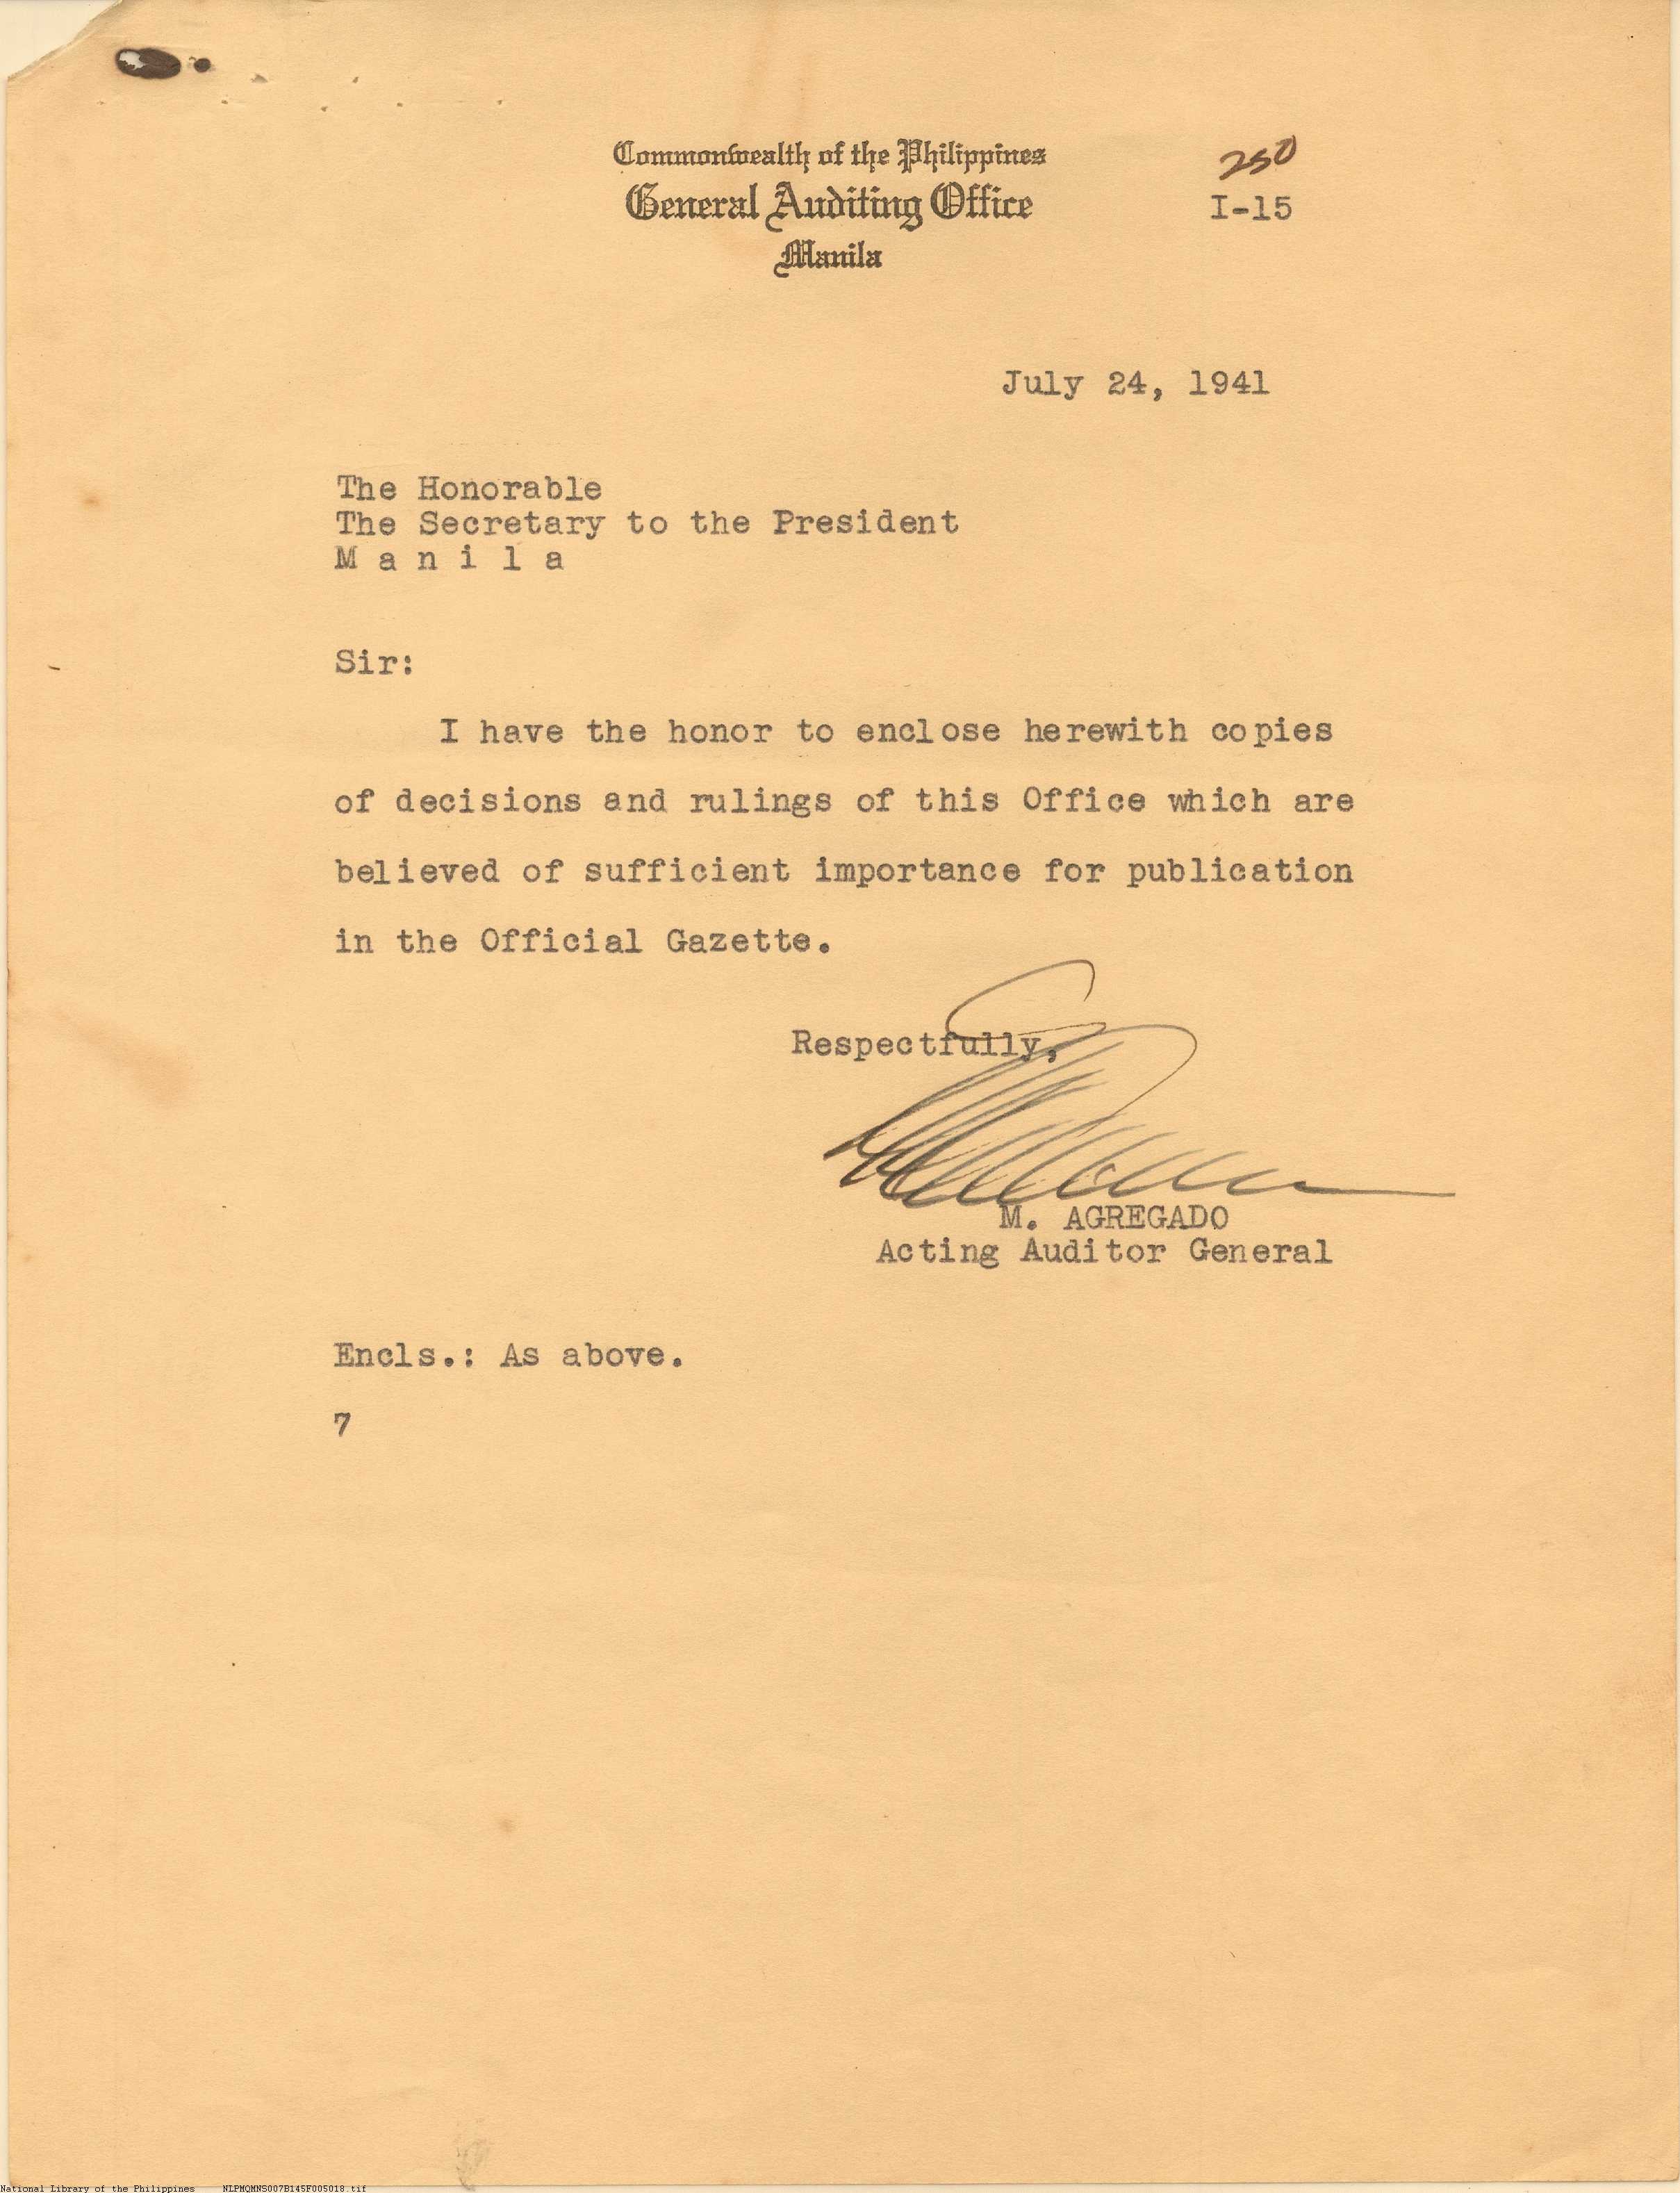 Commonwealth of the Philippines
General Auditing Office
Manila
250
I-15
July 24, 1941
The Honorable
The Secretary to the President
M a n i l a
Sir:
I have the honor to enclose herewith copies
of decisions and rulings of this Office which are
believed of sufficient importance for publication
in the Official Gazette.
Respectfully,
M. AGREGADO
Acting Auditor General
Encls.: As above.
7
National Library of the Philippines NLPMQMNS007B145F005018.tif